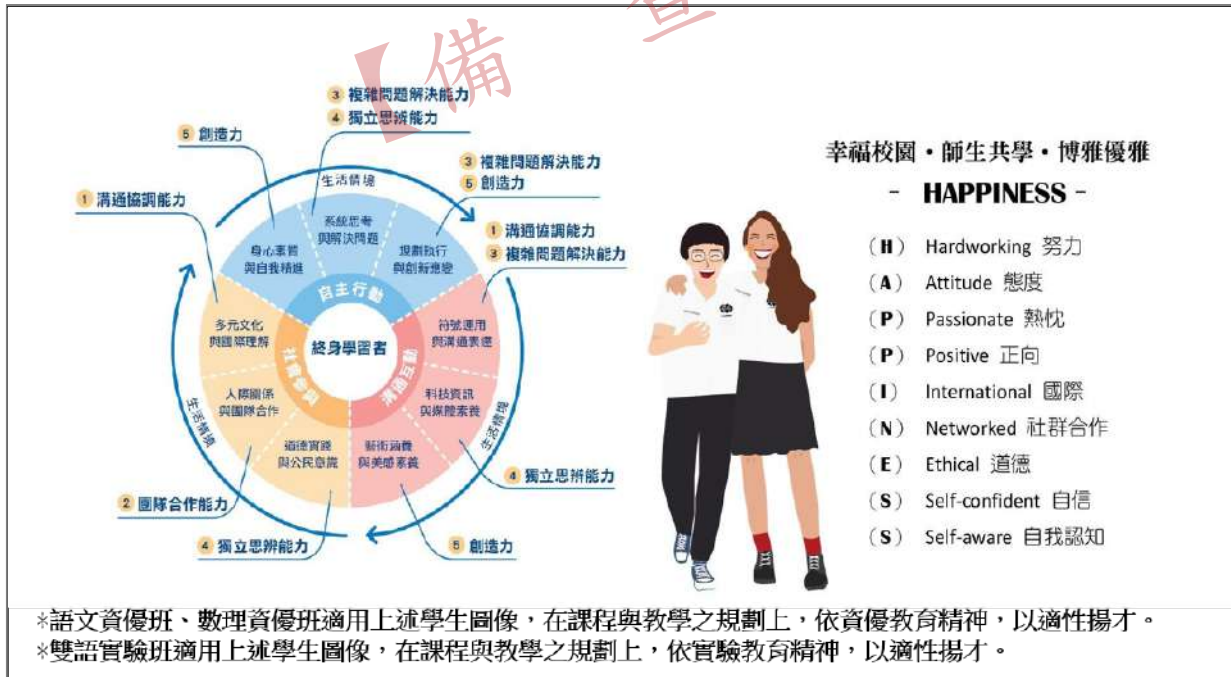 【備 查
③ 複雜問題解決能力
④ 獨立思辨能力
⑤ 創造力
③ 複雜問題解決能力
⑤ 創造力
① 溝通協調能力
① 溝通協調能力
③ 複雜問題解決能力
生活情境
身心素質
與自我精進
系統思考
與解決問題
規劃執行
與創新應變
自主行動
多元文化
與國際理解
符號運用
與溝通表達
終身學習者
社會參與
溝通互動
人際關係
與團隊合作
科技資訊
與媒體素養
道德實踐
與公民意識
藝術涵養
與美感素養
生活情境
生活情境
④ 獨立思辨能力
② 團隊合作能力
④ 獨立思辨能力
⑤ 創造力
幸福校園・師生共學・博雅優雅
- HAPPINESS -
(H) Hardworking 努力
(A) Attitude 態度
(P) Passionate 熱忱
(P) Positive 正向
(I) International 國際
(N) Networked 社群合作
(E) Ethical 道德
(S) Self-confident 自信
(S) Self-aware 自我認知
*語文資優班、數理資優班適用上述學生圖像,在課程與教學之規劃上,依資優教育精神,以適性揚才。
*雙語實驗班適用上述學生圖像,在課程與教學之規劃上,依實驗教育精神,以適性揚才。